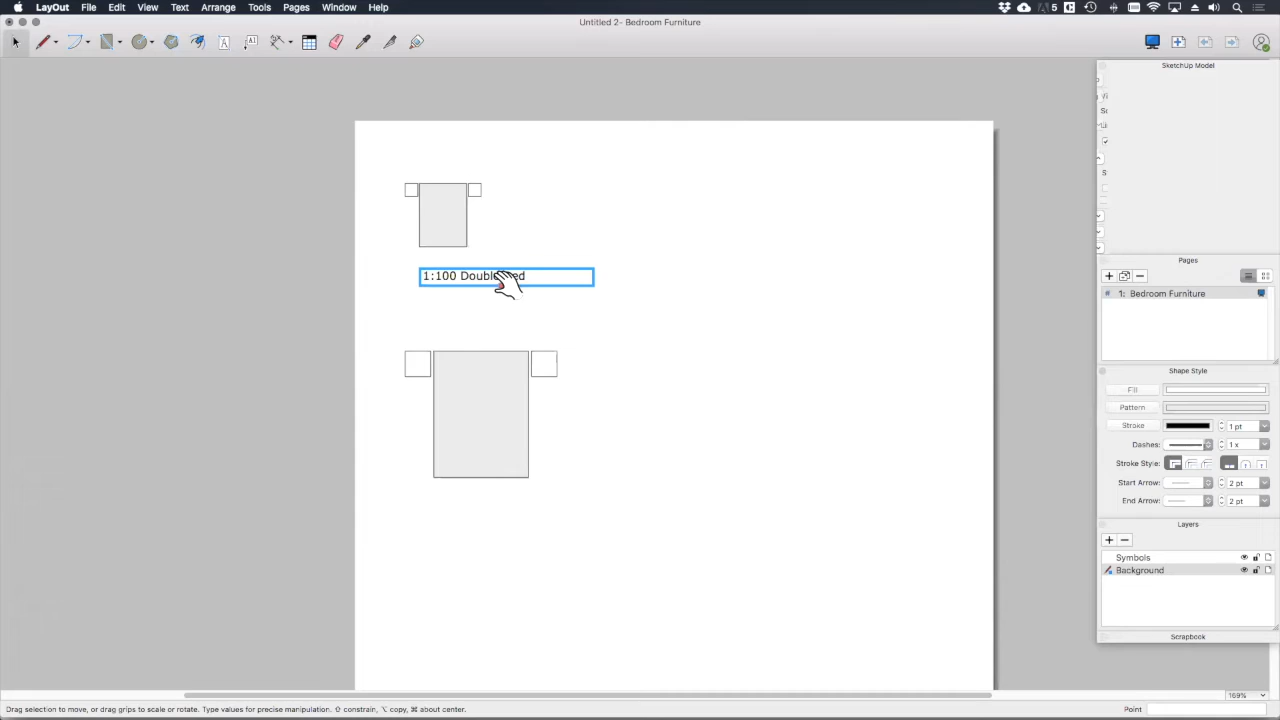 LayOut File Edit View Text Arrange Tools Pages Window Help
5
Untitled 2- Bedroom Furniture
SketchUp Model
1:100 Double
Pages
1: Bedroom Furniture
Shape Style
Fill
Pattern
Stroke 1 pt
Dashes: 1 x
Stroke Style:
Start Arrow: 2 pt
End Arrow: 2 pt
Layers
Symbols
Background
Scrapbook
169%
Drag selection to move, or drag grips to scale or rotate. Type values for precise manipulation. ⇧ constrain, ⌥ copy, ⌘ about center.
Point